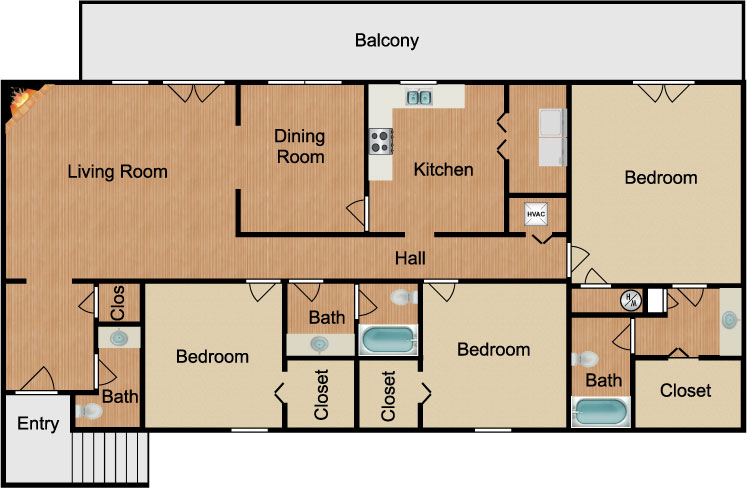 Balcony
Living Room
Dining
Room
Kitchen
HVAC
Bedroom
Hall
Clos
Bath
Bedroom
Bath
Closet
Closet
Bedroom
W
H
Bath
Closet
Entry